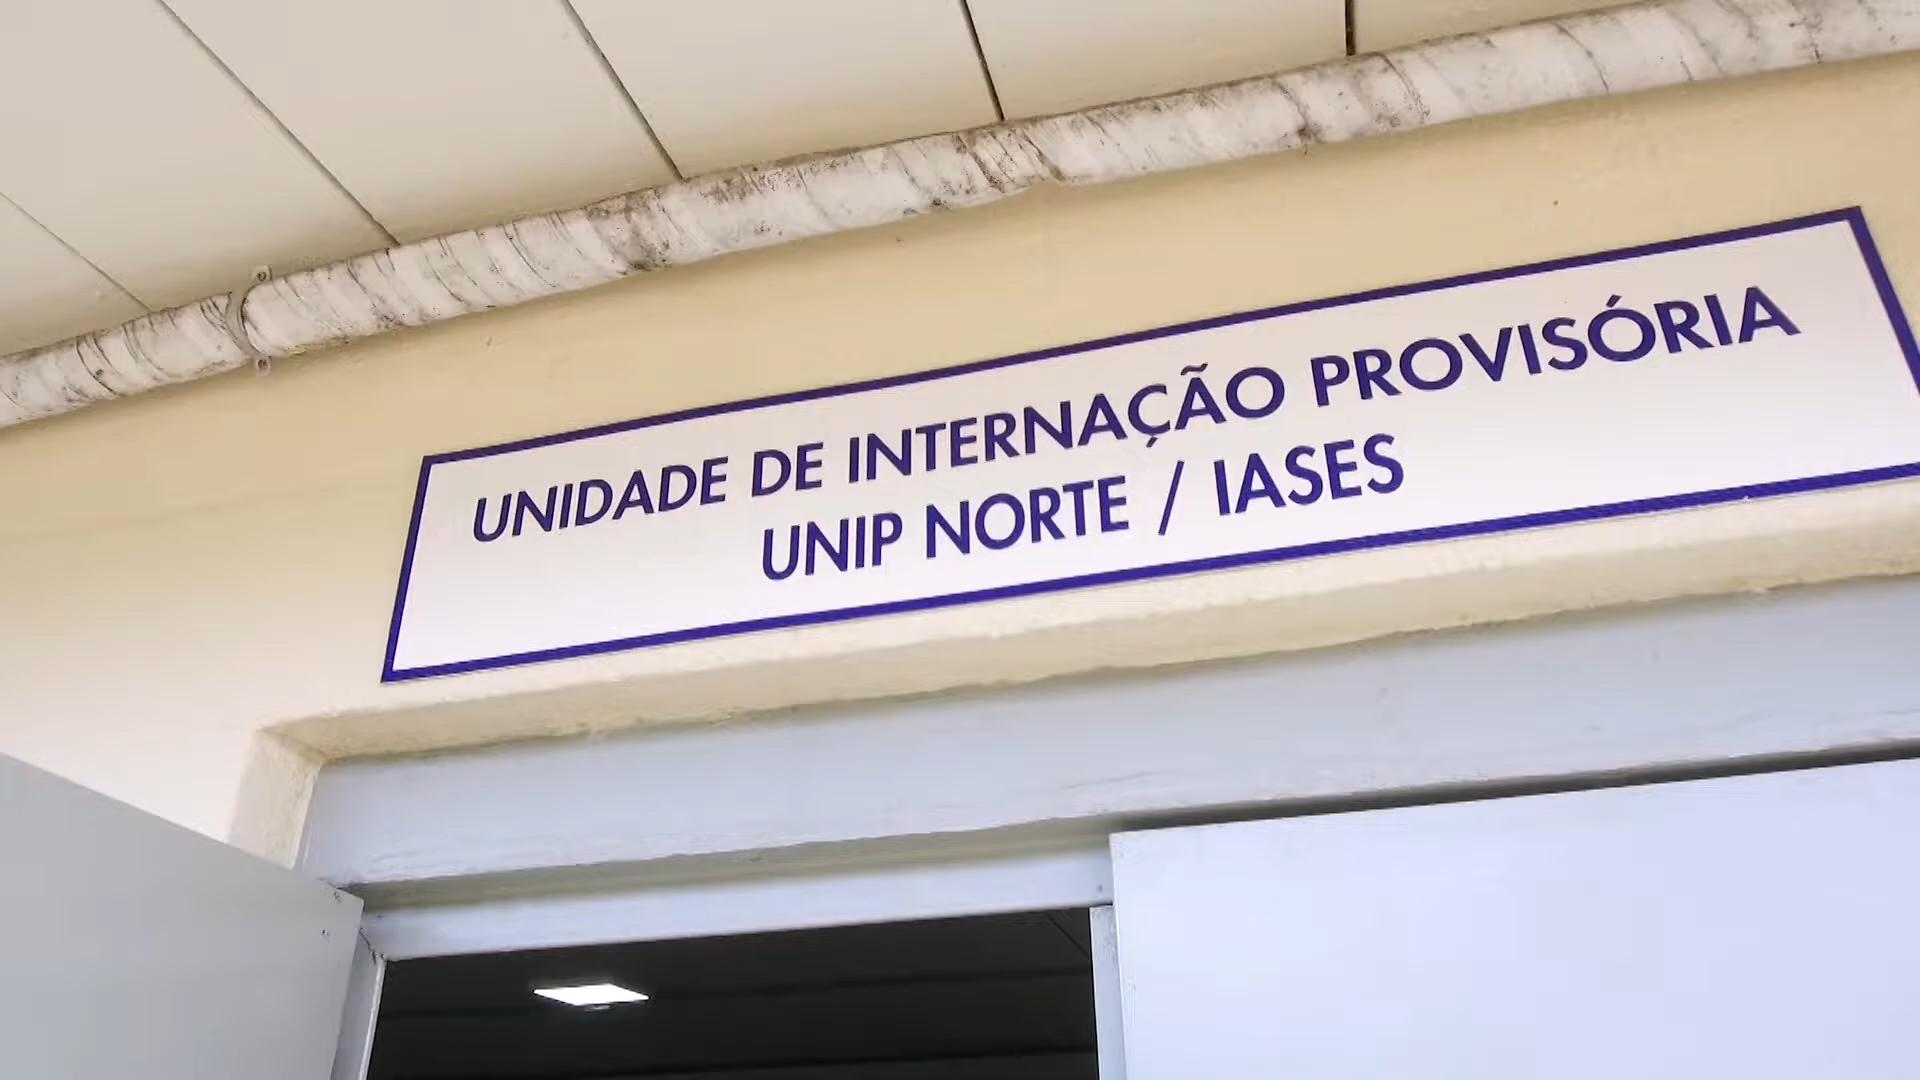 UNIDADE DE INTERNAÇÃO PROVISÓRIA
UNIP NORTE / IASES